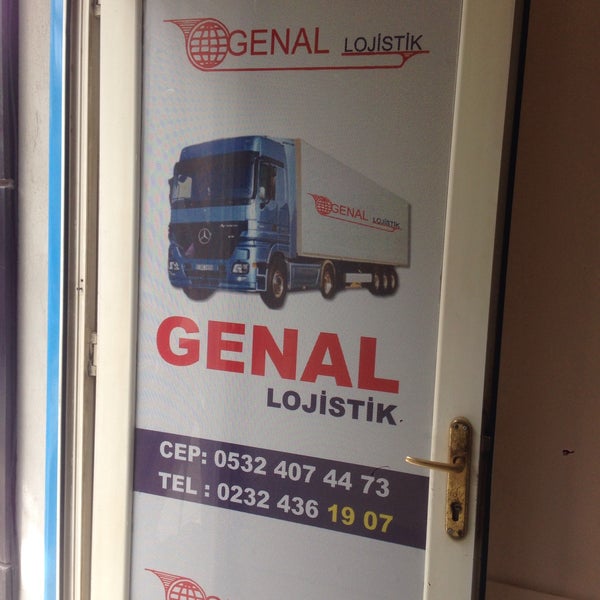 GENAL LOJİSTİK
GENAL LOJİSTİK
GENAL
LOJİSTİK
CEP: 0532 407 44 73
TEL : 0232 436 19 07
GENAL